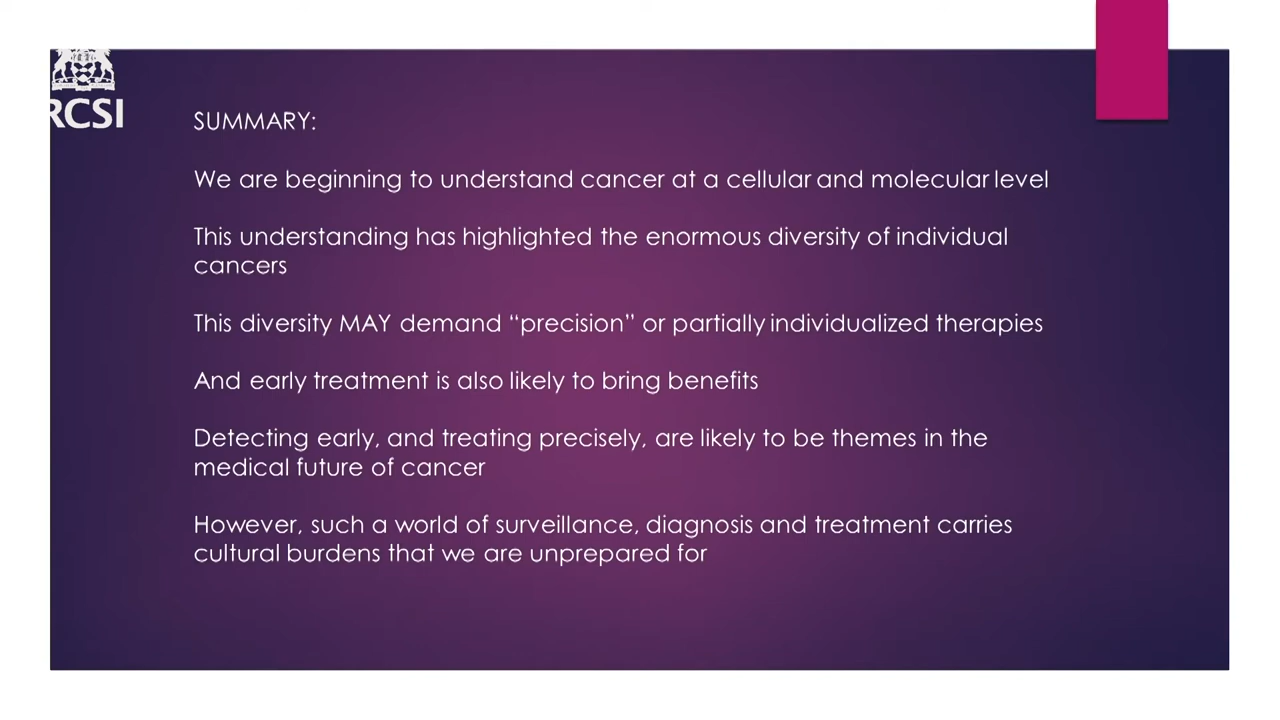 RCSI
SUMMARY:
We are beginning to understand cancer at a cellular and molecular level
This understanding has highlighted the enormous diversity of individual
cancers
This diversity MAY demand “precision” or partially individualized therapies
And early treatment is also likely to bring benefits
Detecting early, and treating precisely, are likely to be themes in the
medical future of cancer
However, such a world of surveillance, diagnosis and treatment carries
cultural burdens that we are unprepared for